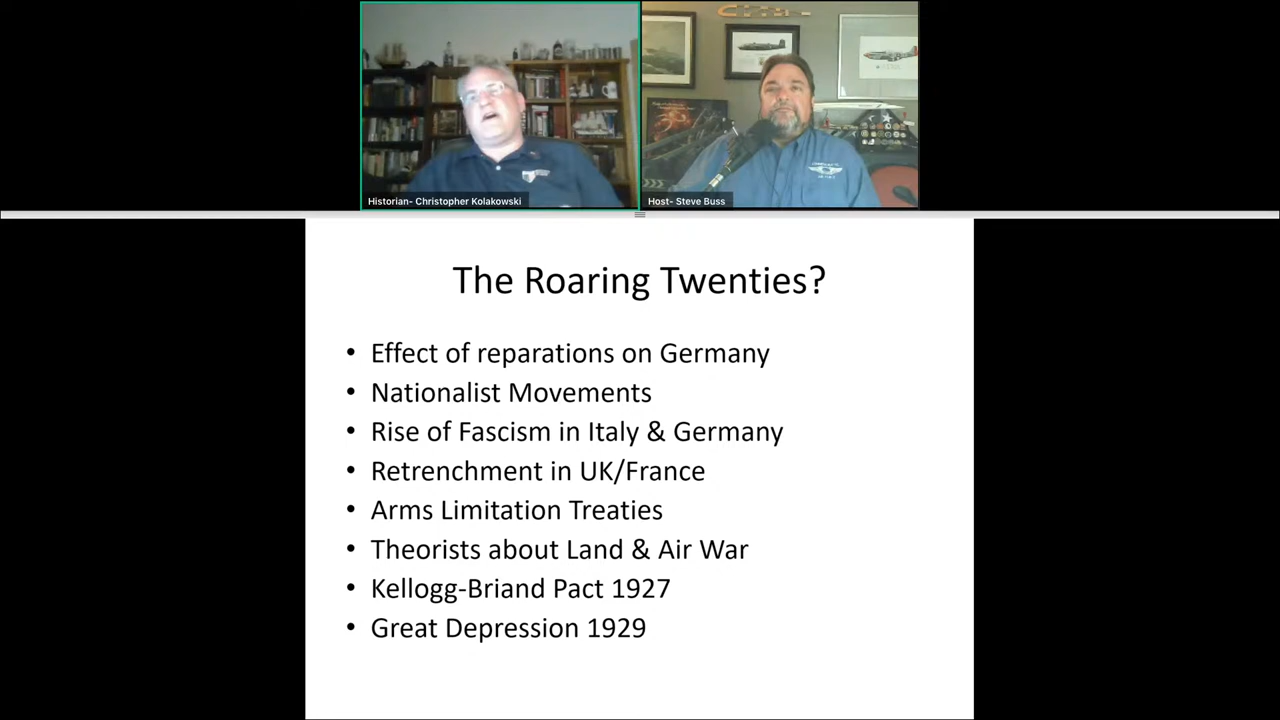 Historian- Christopher Kolakowski
Host- Steve Buss
The Roaring Twenties?
• Effect of reparations on Germany
• Nationalist Movements
• Rise of Fascism in Italy & Germany
• Retrenchment in UK/France
• Arms Limitation Treaties
• Theorists about Land & Air War
• Kellogg-Briand Pact 1927
• Great Depression 1929